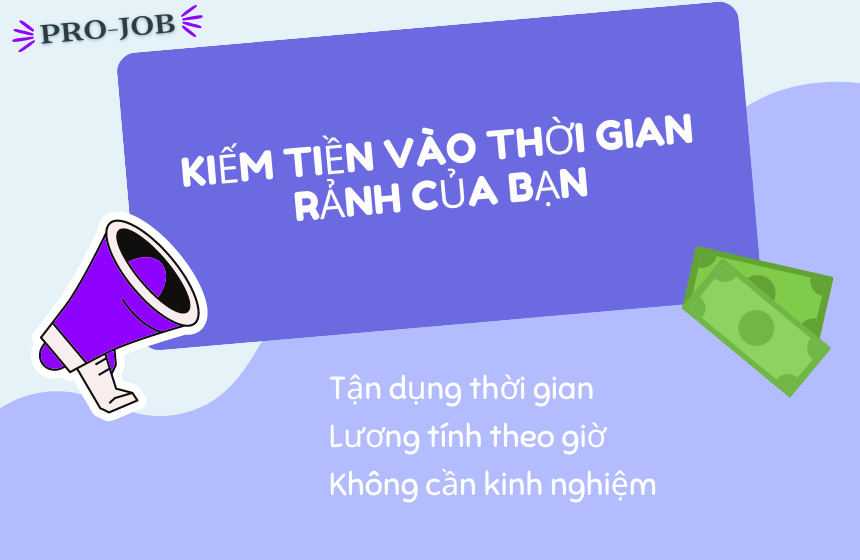 PRO-JOB
KIẾM TIỀN VÀO THỜI GIAN
RẢNH CỦA BẠN
Tận dụng thời gian
Lương tính theo giờ
Không cần kinh nghiệm